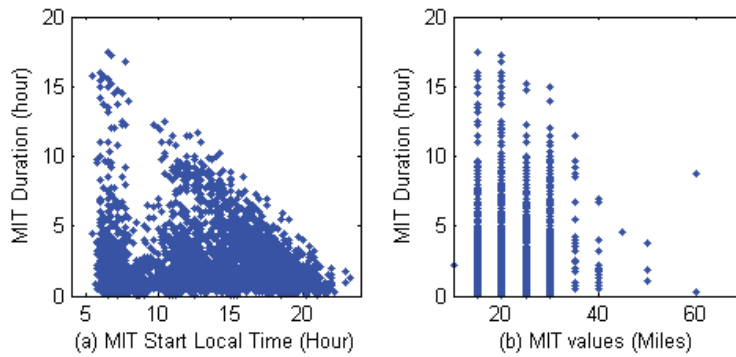 20
15
10
5
0
MIT Duration (hour)
5 10 15 20
(a) MIT Start Local Time (Hour)
20
15
10
5
0
MIT Duration (hour)
20 40 60
(b) MIT values (Miles)